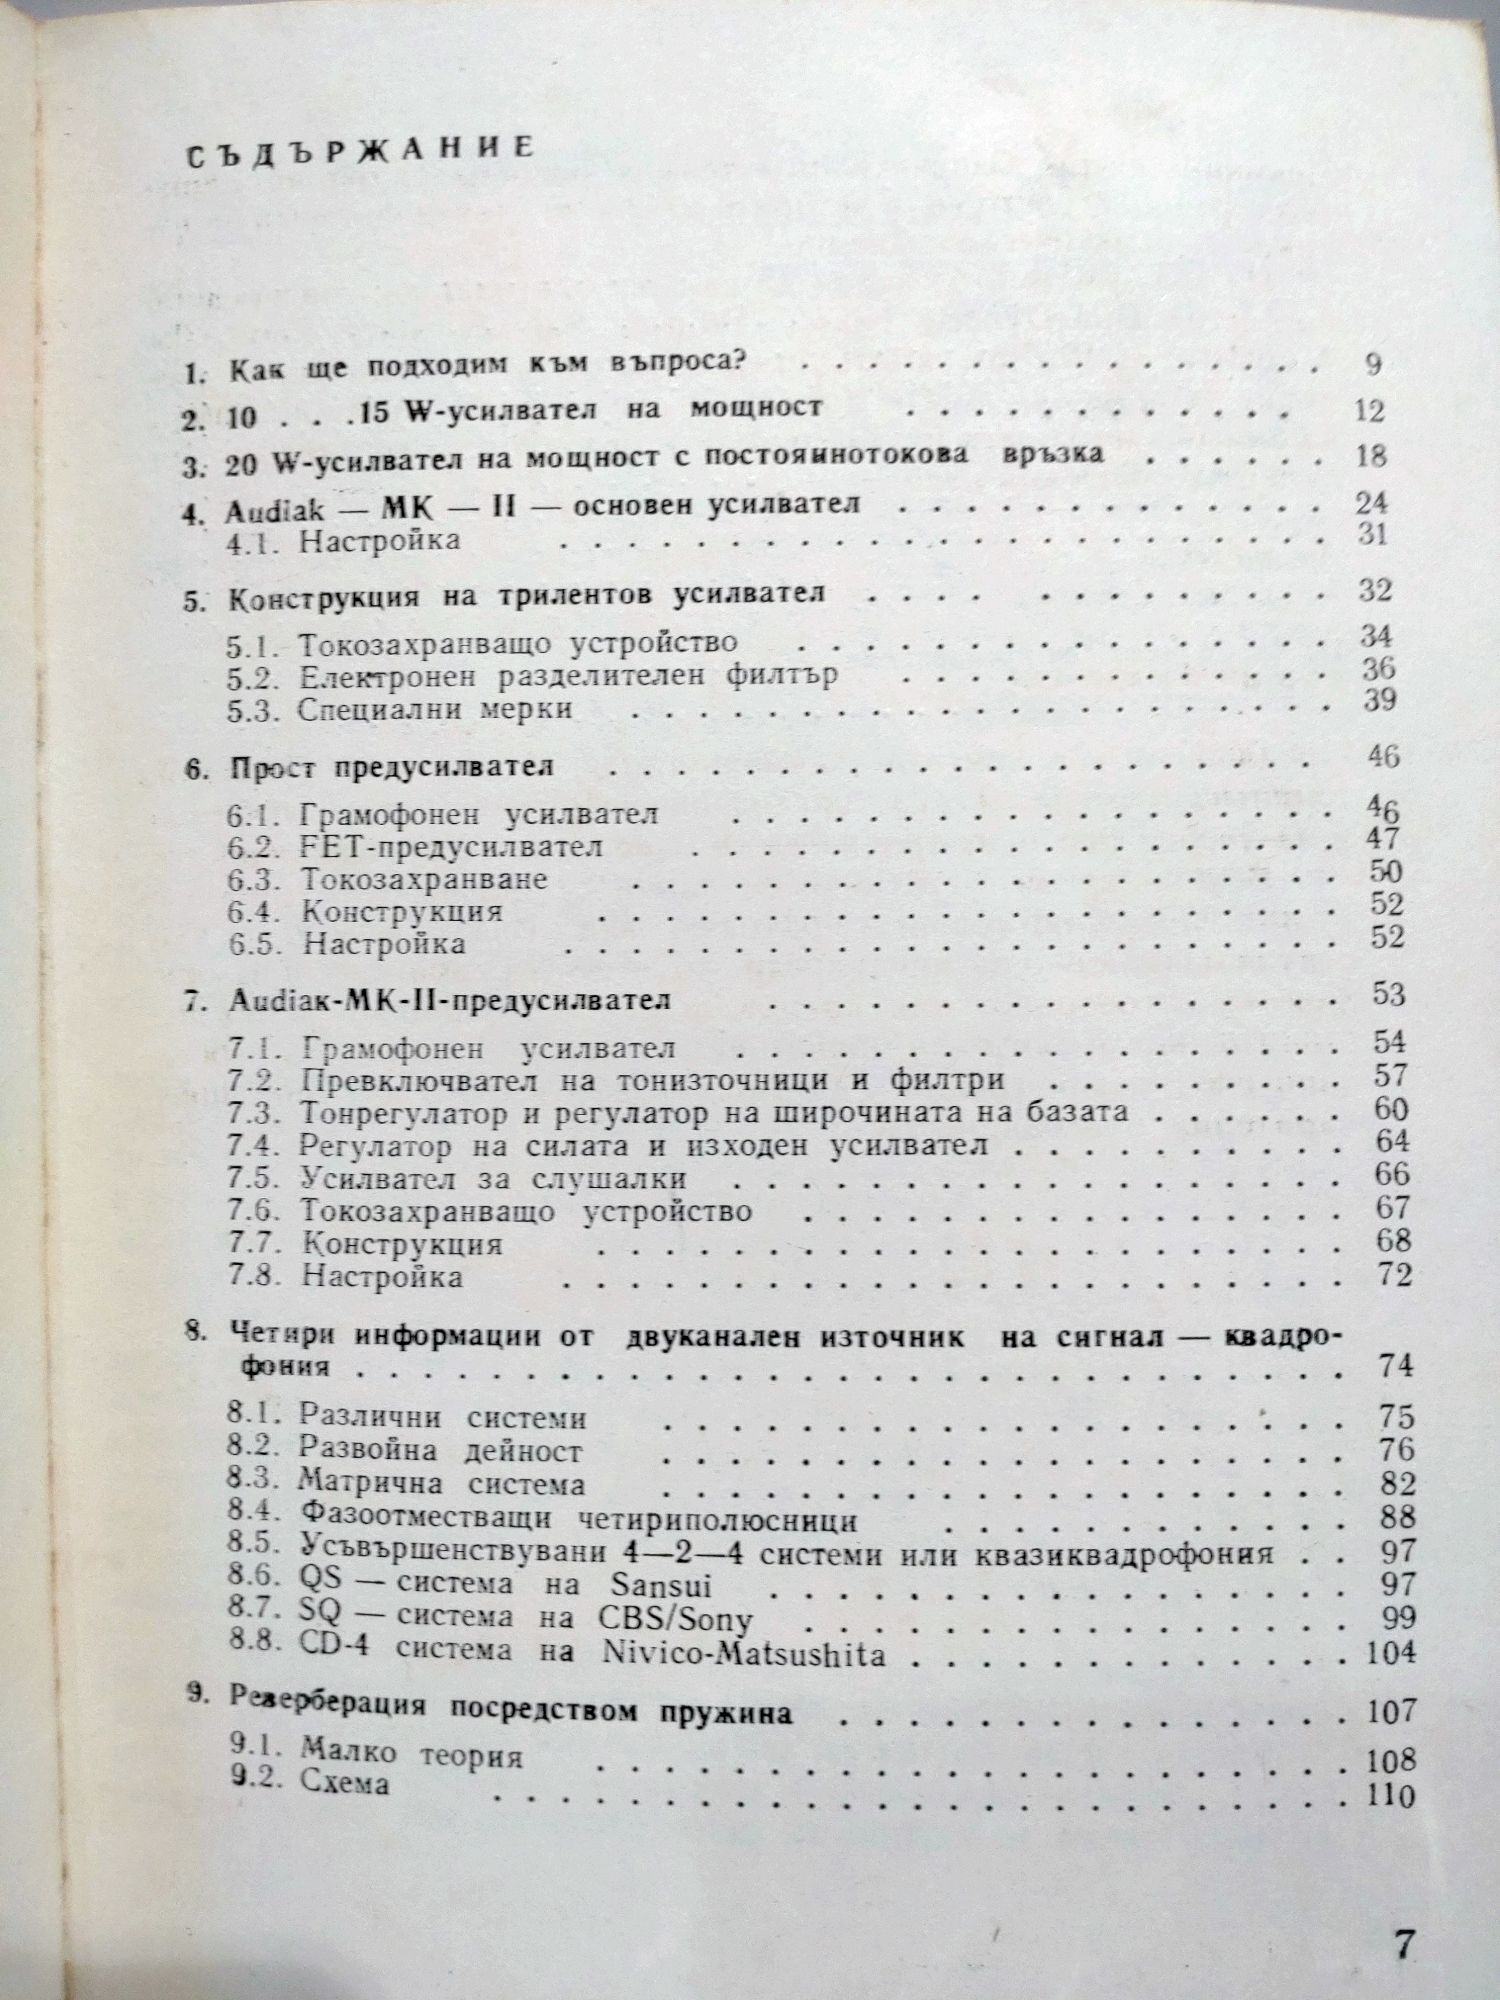 СЪДЪРЖАНИЕ
1. Как ще подходим към въпроса? . . . . . . . . . . . . . . . . 9
2. 10 . . .15 W-усилвател на мощност . . . . . . . . . . . . 12
3. 20 W-усилвател на мощност с постояннотокова връзка . . . . . . 18
4. Audiak — MK — II — основен усилвател . . . . . . . . . . . . . 24
4.1. Настройка . . . . . . . . . . . . . . . . . . . . . . . 31
5. Конструкция на трилентов усилвател . . . . . . . . . . . . . 32
5.1. Токозахранващо устройство . . . . . . . . . . . . . . . . 34
5.2. Електронен разделителен филтър . . . . . . . . . . . . . 36
5.3. Специални мерки . . . . . . . . . . . . . . . . . . . . . 39
6. Прост предусилвател . . . . . . . . . . . . . . . . . . . . . 46
6.1. Грамофонен усилвател . . . . . . . . . . . . . . . . . . 46
6.2. FET-предусилвател . . . . . . . . . . . . . . . . . . . 47
6.3. Токозахранване . . . . . . . . . . . . . . . . . . . . . 50
6.4. Конструкция . . . . . . . . . . . . . . . . . . . . . . 52
6.5. Настройка . . . . . . . . . . . . . . . . . . . . . . . 52
7. Audiaк-MK-II-предусилвател . . . . . . . . . . . . . . . . . 53
7.1. Грамофонен усилвател . . . . . . . . . . . . . . . . . . 54
7.2. Превключвател на тонизточници и филтри . . . . . . . . . 57
7.3. Тонрегулатор и регулатор на широчината на базата . . . . . . 60
7.4. Регулатор на силата и изходен усилвател . . . . . . . . . . 64
7.5. Усилвател за слушалки . . . . . . . . . . . . . . . . . . 66
7.6. Токозахранващо устройство . . . . . . . . . . . . . . . . 67
7.7. Конструкция . . . . . . . . . . . . . . . . . . . . . . 68
7.8. Настройка . . . . . . . . . . . . . . . . . . . . . . . 72
8. Четири информации от двуканален източник на сигнал — квадро-
фония . . . . . . . . . . . . . . . . . . . . . . . . . . . . . 74
8.1. Различни системи . . . . . . . . . . . . . . . . . . . . 75
8.2. Развойна дейност . . . . . . . . . . . . . . . . . . . . 76
8.3. Матрична система . . . . . . . . . . . . . . . . . . . . 82
8.4. Фазоотместващи четириполюсници . . . . . . . . . . . . 88
8.5. Усъвършенствувани 4—2—4 системи или квазиквадрофония . . 97
8.6. QS — система на Sansui . . . . . . . . . . . . . . . . . 97
8.7. SQ — система на CBS/Sony . . . . . . . . . . . . . . . . 99
8.8. CD-4 система на Nivico-Matsushita . . . . . . . . . . . . . 104
9. Реверберация посредством пружина . . . . . . . . . . . . . . . 107
9.1. Малко теория . . . . . . . . . . . . . . . . . . . . . . 108
9.2. Схема . . . . . . . . . . . . . . . . . . . . . . . . . 110
7